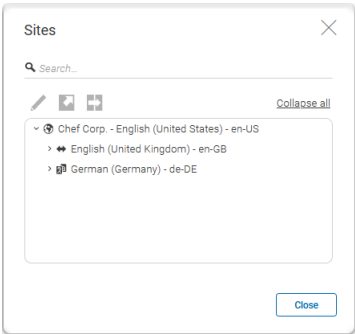 Sites
Search...
Collapse all
Chef Corp. - English (United States) - en-US
English (United Kingdom) - en-GB
German (Germany) - de-DE
Close